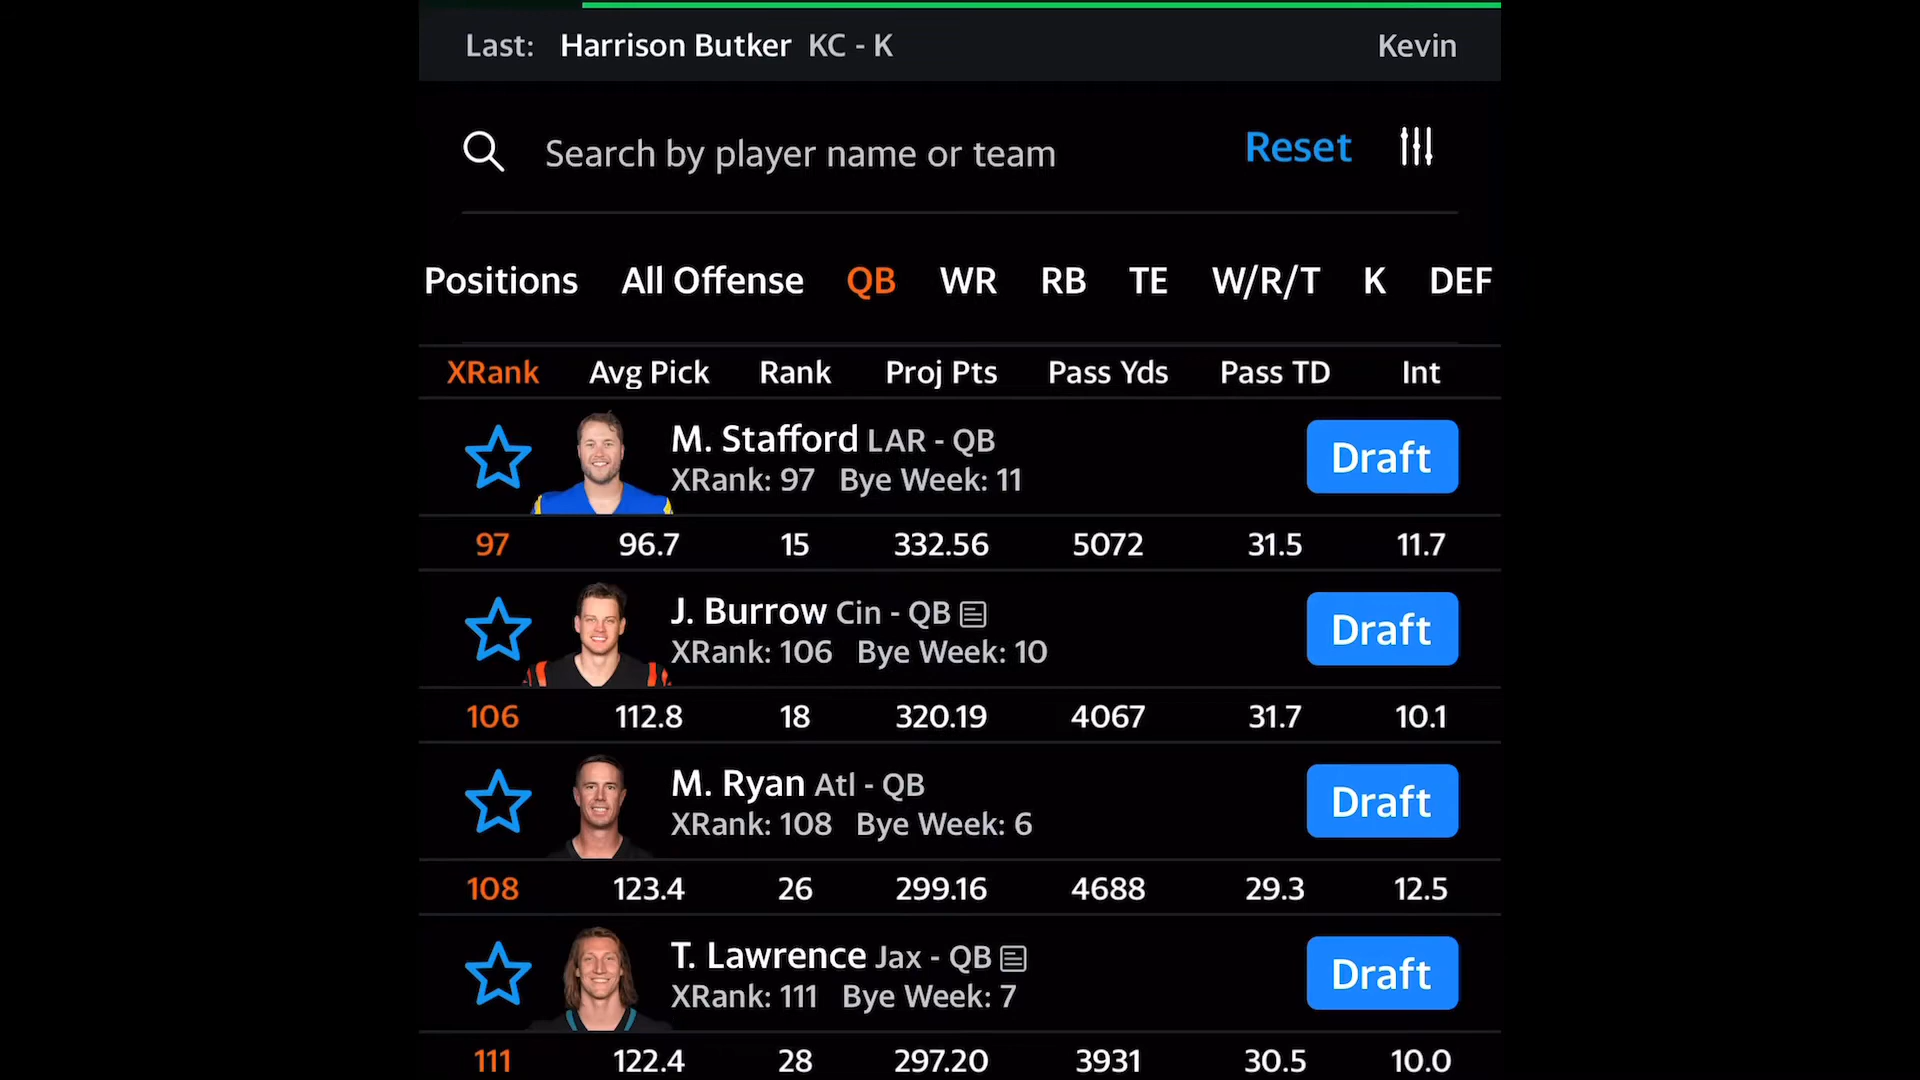 Last: Harrison Butker KC - K Kevin
Search by player name or team Reset
Positions All Offense QB WR RB TE W/R/T K DEF
XRank Avg Pick Rank Proj Pts Pass Yds Pass TD Int
M. Stafford LAR - QB Draft
XRank: 97 Bye Week: 11
97 96.7 15 332.56 5072 31.5 11.7
J. Burrow Cin - QB Draft
XRank: 106 Bye Week: 10
106 112.8 18 320.19 4067 31.7 10.1
M. Ryan Atl - QB Draft
XRank: 108 Bye Week: 6
108 123.4 26 299.16 4688 29.3 12.5
T. Lawrence Jax - QB Draft
XRank: 111 Bye Week: 7
111 122.4 28 297.20 3931 30.5 10.0